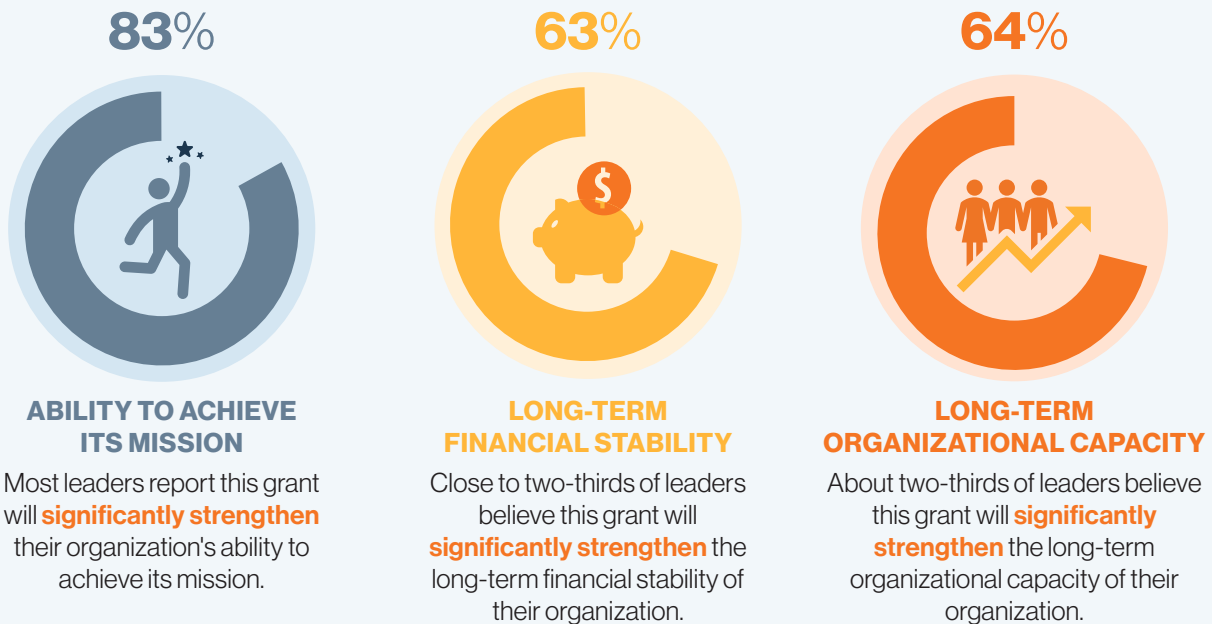 83%
ABILITY TO ACHIEVE
ITS MISSION
Most leaders report this grant
will significantly strengthen
their organization's ability to
achieve its mission.
63%
$
LONG-TERM
FINANCIAL STABILITY
Close to two-thirds of leaders
believe this grant will
significantly strengthen the
long-term financial stability of
their organization.
64%
LONG-TERM
ORGANIZATIONAL CAPACITY
About two-thirds of leaders believe
this grant will significantly
strengthen the long-term
organizational capacity of their
organization.